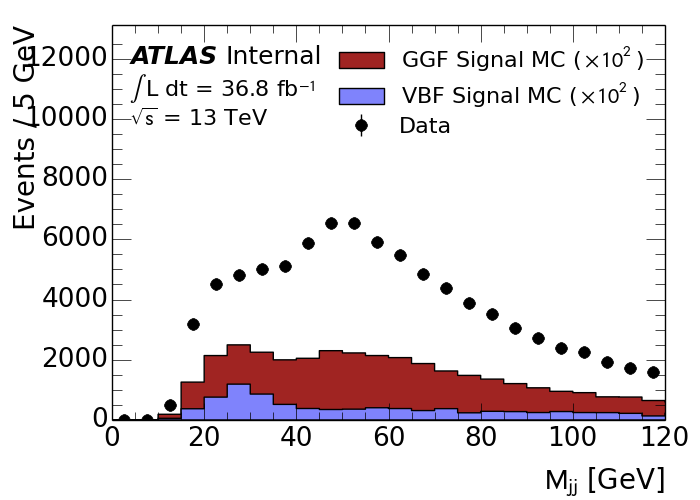 ATLAS Internal
∫L dt = 36.8 fb⁻¹
√s = 13 TeV
GGF Signal MC (×10²)
VBF Signal MC (×10²)
Data
Events / 5 GeV
12000
10000
8000
6000
4000
2000
0
0 20 40 60 80 100 120
Mjj [GeV]